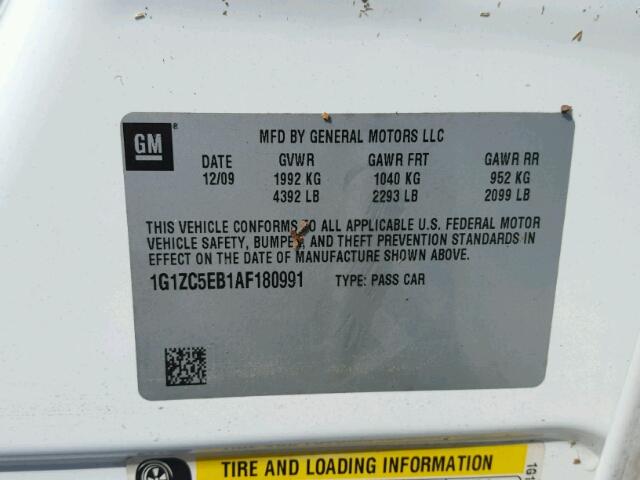 GM
MFD BY GENERAL MOTORS LLC
DATE GVWR GAWR FRT GAWR RR
12/09 1992 KG 1040 KG 952 KG
4392 LB 2293 LB 2099 LB
THIS VEHICLE CONFORMS TO ALL APPLICABLE U.S. FEDERAL MOTOR
VEHICLE SAFETY, BUMPER, AND THEFT PREVENTION STANDARDS IN
EFFECT ON THE DATE OF MANUFACTURE SHOWN ABOVE.
1G1ZC5EB1AF180991 TYPE: PASS CAR
TIRE AND LOADING INFORMATION
1G1